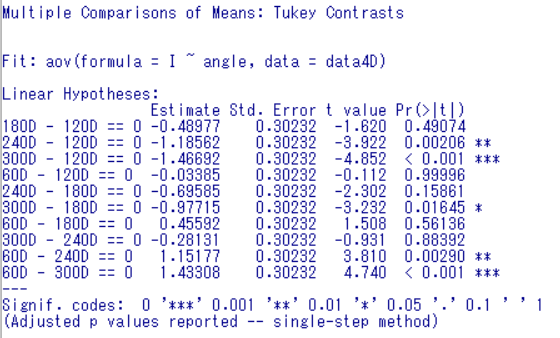 Multiple Comparisons of Means: Tukey Contrasts
Fit: aov(formula = I ~ angle, data = data4D)
Linear Hypotheses:
Estimate Std. Error t value Pr(>|t|)
180D - 120D == 0 -0.48977 0.30232 -1.620 0.49074
240D - 120D == 0 -1.18562 0.30232 -3.922 0.00206 **
300D - 120D == 0 -1.46692 0.30232 -4.852 < 0.001 ***
60D - 120D == 0 -0.03385 0.30232 -0.112 0.99996
240D - 180D == 0 -0.69585 0.30232 -2.302 0.15861
300D - 180D == 0 -0.97715 0.30232 -3.232 0.01645 *
60D - 180D == 0 0.45592 0.30232 1.508 0.56136
300D - 240D == 0 -0.28131 0.30232 -0.931 0.88392
60D - 240D == 0 1.15177 0.30232 3.810 0.00290 **
60D - 300D == 0 1.43308 0.30232 4.740 < 0.001 ***
---
Signif. codes: 0 '***' 0.001 '**' 0.01 '*' 0.05 '.' 0.1 ' ' 1
(Adjusted p values reported -- single-step method)